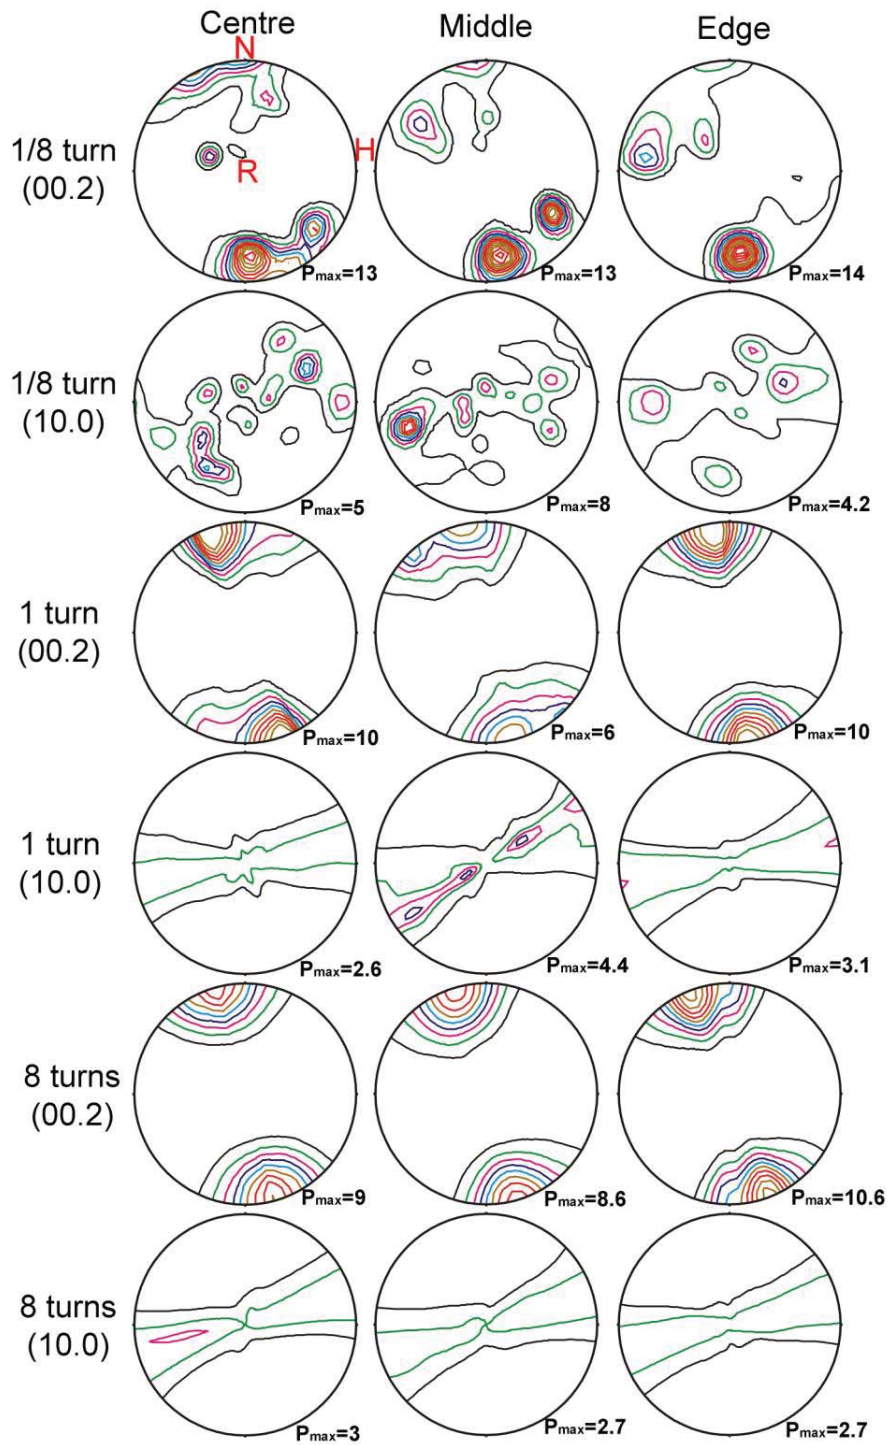 Centre Middle Edge
N
H
R
1/8 turn
(00.2)
Pmax=13 Pmax=13 Pmax=14
1/8 turn
(10.0)
Pmax=5 Pmax=8 Pmax=4.2
1 turn
(00.2)
Pmax=10 Pmax=6 Pmax=10
1 turn
(10.0)
Pmax=2.6 Pmax=4.4 Pmax=3.1
8 turns
(00.2)
Pmax=9 Pmax=8.6 Pmax=10.6
8 turns
(10.0)
Pmax=3 Pmax=2.7 Pmax=2.7